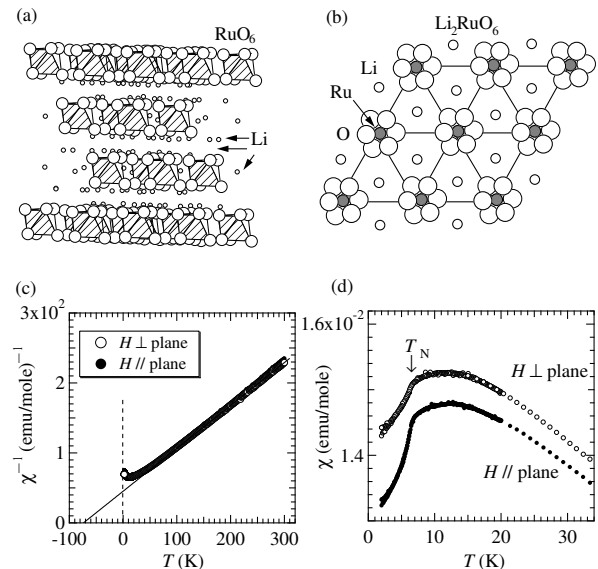 (a)
RuO6
Li
(b)
Li2RuO6
Li
Ru
O
(c)
3x10²
2
1
0
χ⁻¹ (emu/mole)⁻¹
H ⊥ plane
H // plane
-100 0 100 200 300
T (K)
(d)
1.6x10⁻²
1.4
χ (emu/mole)
TN
H ⊥ plane
H // plane
0 10 20 30
T (K)